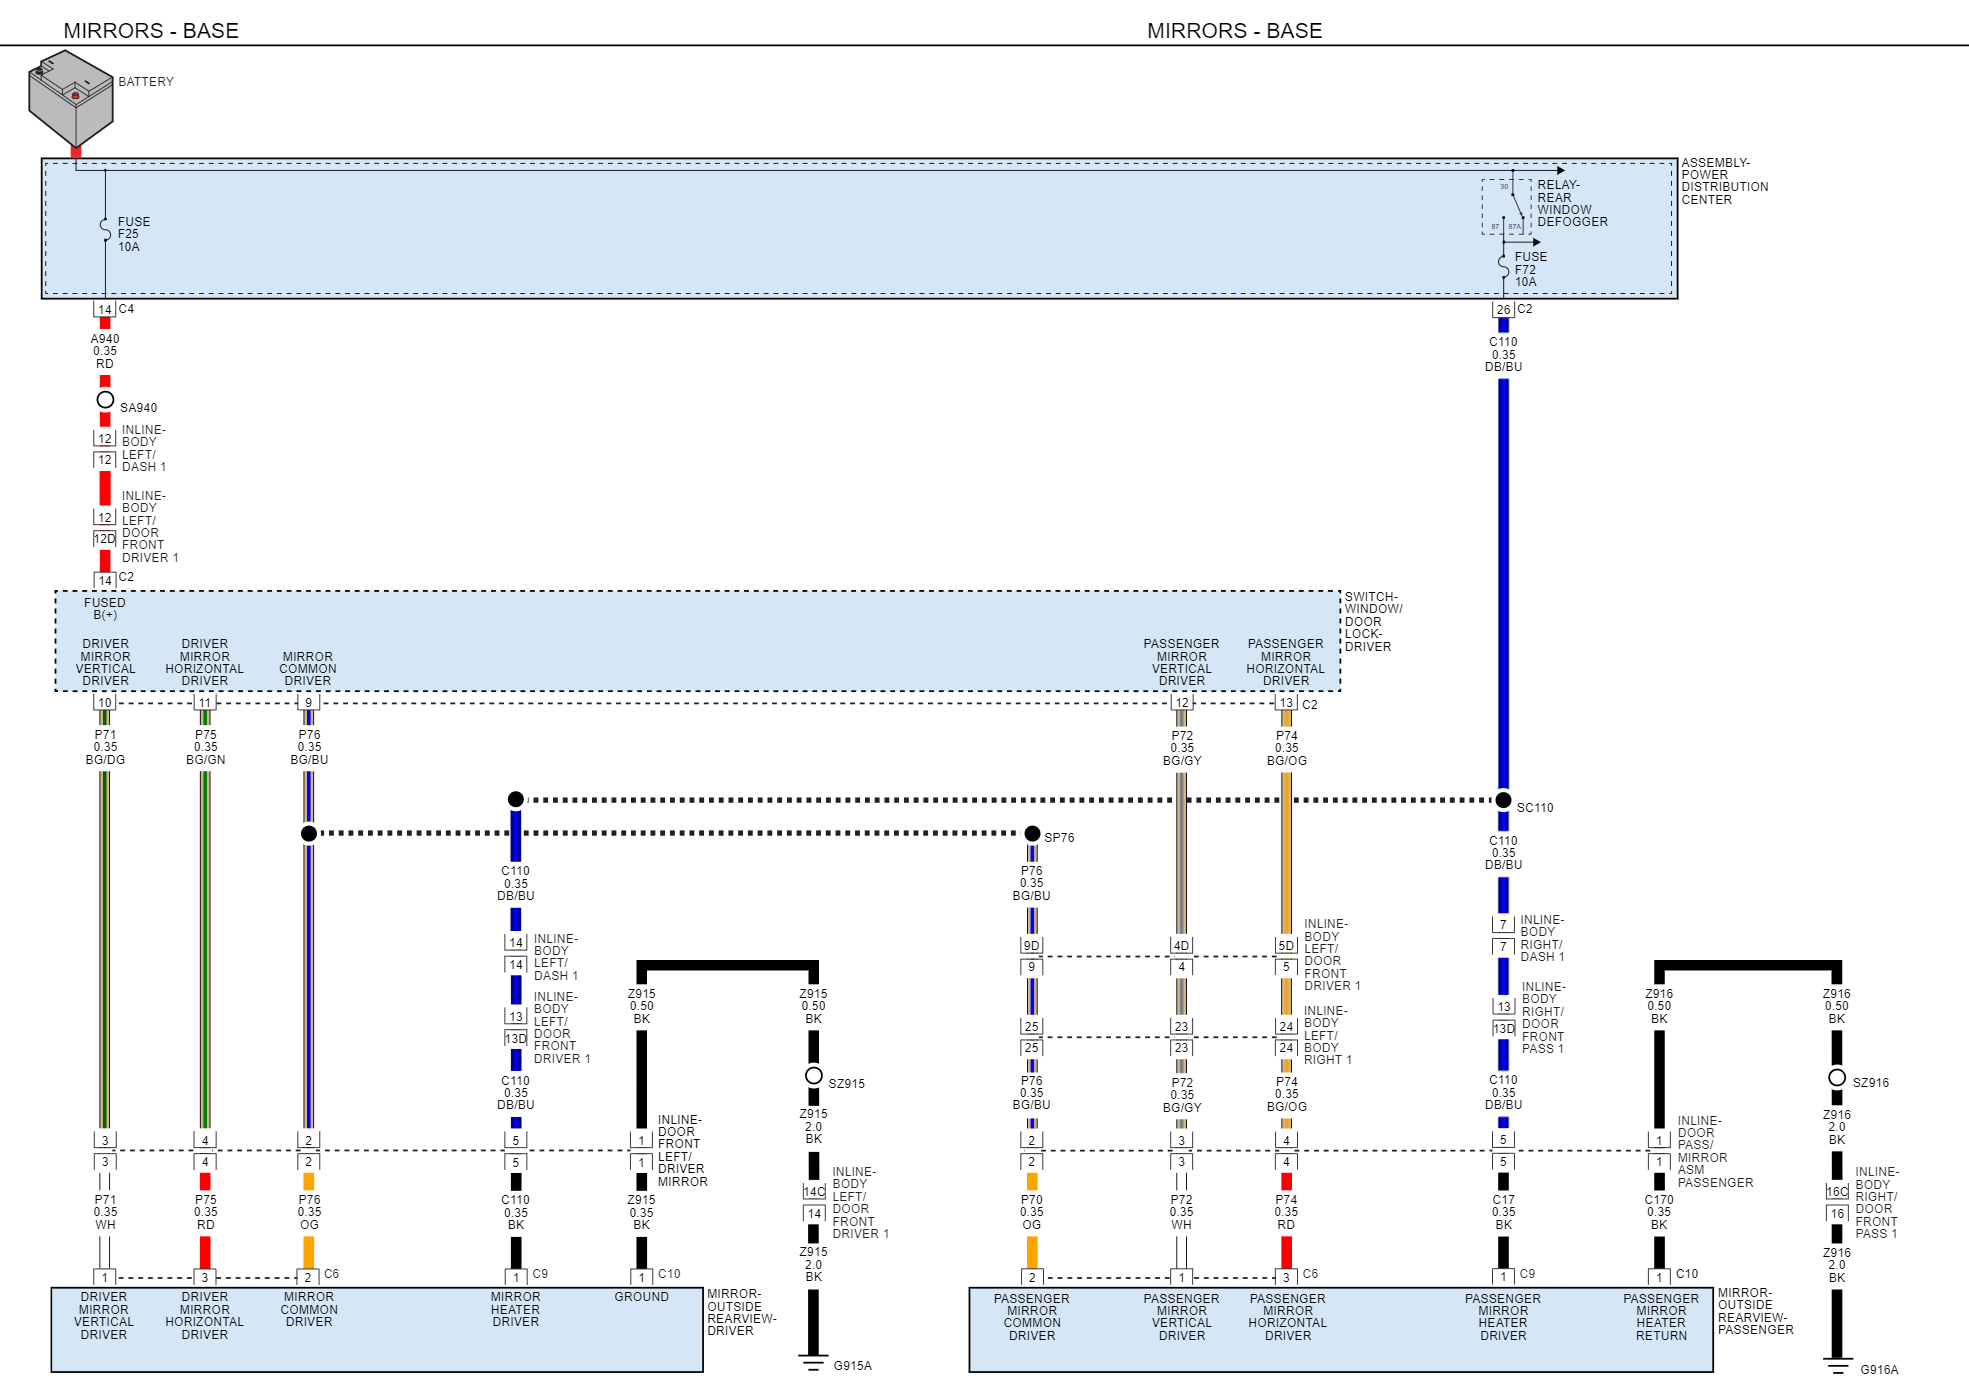 MIRRORS - BASE
MIRRORS - BASE
BATTERY
ASSEMBLY-
POWER
DISTRIBUTION
CENTER
FUSE
F25
10A
30
87
87A
RELAY-
REAR
WINDOW
DEFOGGER
FUSE
F72
10A
14
C4
A940
0.35
RD
SA940
12
12
INLINE-
BODY
LEFT/
DASH 1
12
12D
INLINE-
BODY
LEFT/
DOOR
FRONT
DRIVER 1
14
C2
26
C2
C110
0.35
DB/BU
FUSED
B(+)
DRIVER
MIRROR
VERTICAL
DRIVER
DRIVER
MIRROR
HORIZONTAL
DRIVER
MIRROR
COMMON
DRIVER
PASSENGER
MIRROR
VERTICAL
DRIVER
PASSENGER
MIRROR
HORIZONTAL
DRIVER
SWITCH-
WINDOW/
DOOR
LOCK-
DRIVER
10
11
9
12
13
C2
P71
0.35
BG/DG
P75
0.35
BG/GN
P76
0.35
BG/BU
P72
0.35
BG/GY
P74
0.35
BG/OG
SC110
SP76
C110
0.35
DB/BU
P76
0.35
BG/BU
C110
0.35
DB/BU
14
14
INLINE-
BODY
LEFT/
DASH 1
13
13D
INLINE-
BODY
LEFT/
DOOR
FRONT
DRIVER 1
C110
0.35
DB/BU
Z915
0.50
BK
Z915
0.50
BK
SZ915
Z915
2.0
BK
9D
9
4D
4
5D
5
INLINE-
BODY
LEFT/
DOOR
FRONT
DRIVER 1
25
25
23
23
24
24
INLINE-
BODY
LEFT/
BODY
RIGHT 1
P76
0.35
BG/BU
P72
0.35
BG/GY
P74
0.35
BG/OG
7
7
INLINE-
BODY
RIGHT/
DASH 1
13
13D
INLINE-
BODY
RIGHT/
DOOR
FRONT
PASS 1
C110
0.35
DB/BU
Z916
0.50
BK
Z916
0.50
BK
SZ916
Z916
2.0
BK
3
3
4
4
2
2
5
5
1
1
INLINE-
DOOR
FRONT
LEFT/
DRIVER
MIRROR
14C
14
INLINE-
BODY
LEFT/
DOOR
FRONT
DRIVER 1
2
2
3
3
4
4
5
5
1
1
INLINE-
DOOR
PASS/
MIRROR
ASM
PASSENGER
16C
16
INLINE-
BODY
RIGHT/
DOOR
FRONT
PASS 1
P71
0.35
WH
P75
0.35
RD
P76
0.35
OG
C110
0.35
BK
Z915
0.35
BK
Z915
2.0
BK
P70
0.35
OG
P72
0.35
WH
P74
0.35
RD
C17
0.35
BK
C170
0.35
BK
Z916
2.0
BK
1
3
2
C6
1
C9
1
C10
2
1
3
C6
1
C9
1
C10
DRIVER
MIRROR
VERTICAL
DRIVER
DRIVER
MIRROR
HORIZONTAL
DRIVER
MIRROR
COMMON
DRIVER
MIRROR
HEATER
DRIVER
GROUND
MIRROR-
OUTSIDE
REARVIEW-
DRIVER
G915A
PASSENGER
MIRROR
COMMON
DRIVER
PASSENGER
MIRROR
VERTICAL
DRIVER
PASSENGER
MIRROR
HORIZONTAL
DRIVER
PASSENGER
MIRROR
HEATER
DRIVER
PASSENGER
MIRROR
HEATER
RETURN
MIRROR-
OUTSIDE
REARVIEW-
PASSENGER
G916A